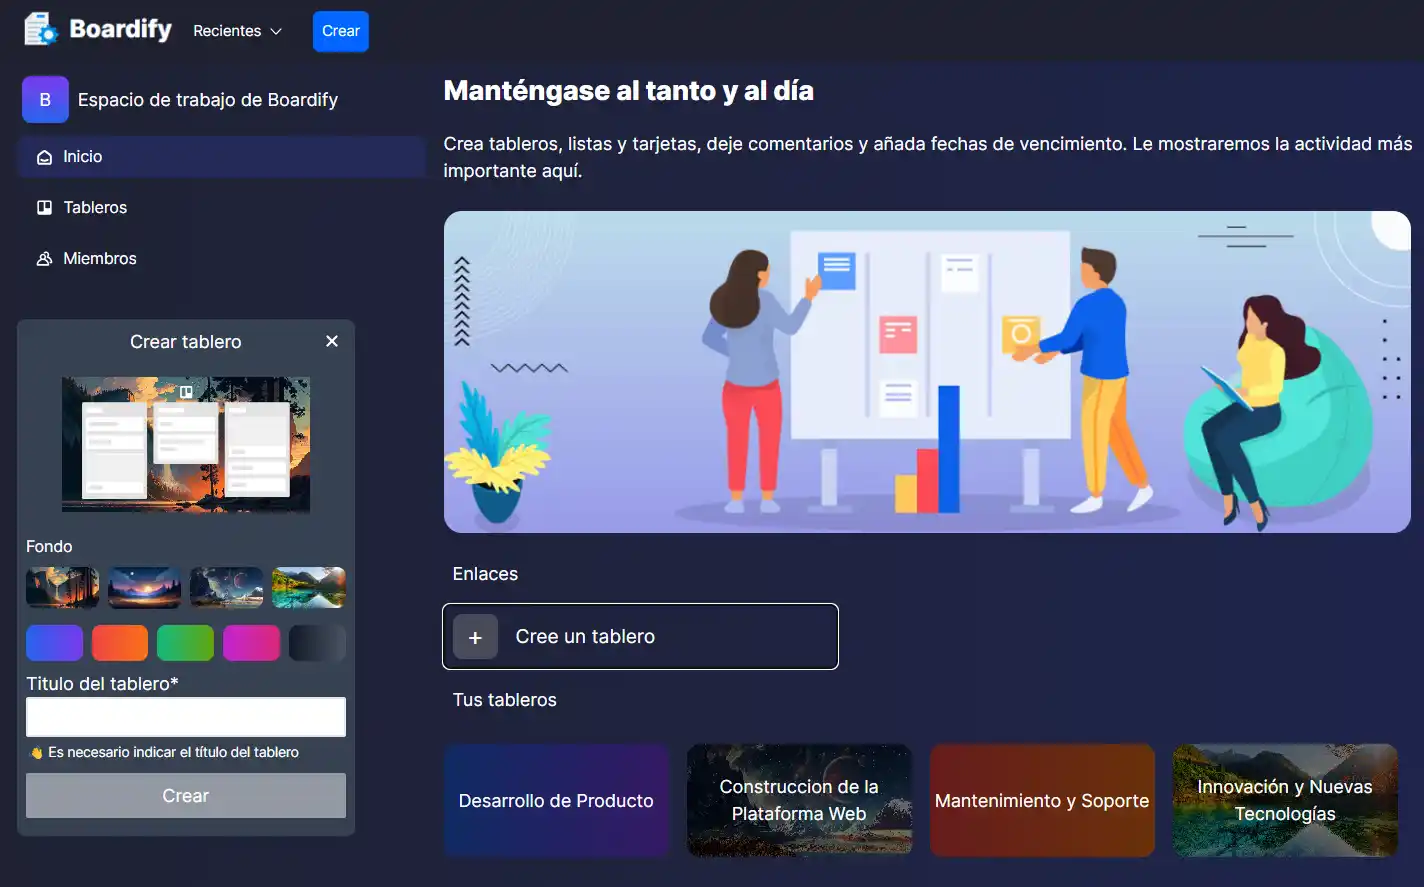 Boardify
Recientes
Crear
B
Espacio de trabajo de Boardify
Inicio
Tableros
Miembros
Crear tablero
Fondo
Titulo del tablero*
👋 Es necesario indicar el título del tablero
Crear
Manténgase al tanto y al día
Crea tableros, listas y tarjetas, deje comentarios y añada fechas de vencimiento. Le mostraremos la actividad más
importante aquí.
Enlaces
+ Cree un tablero
Tus tableros
Desarrollo de Producto
Construccion de la
Plataforma Web
Mantenimiento y Soporte
Innovación y Nuevas
Tecnologías